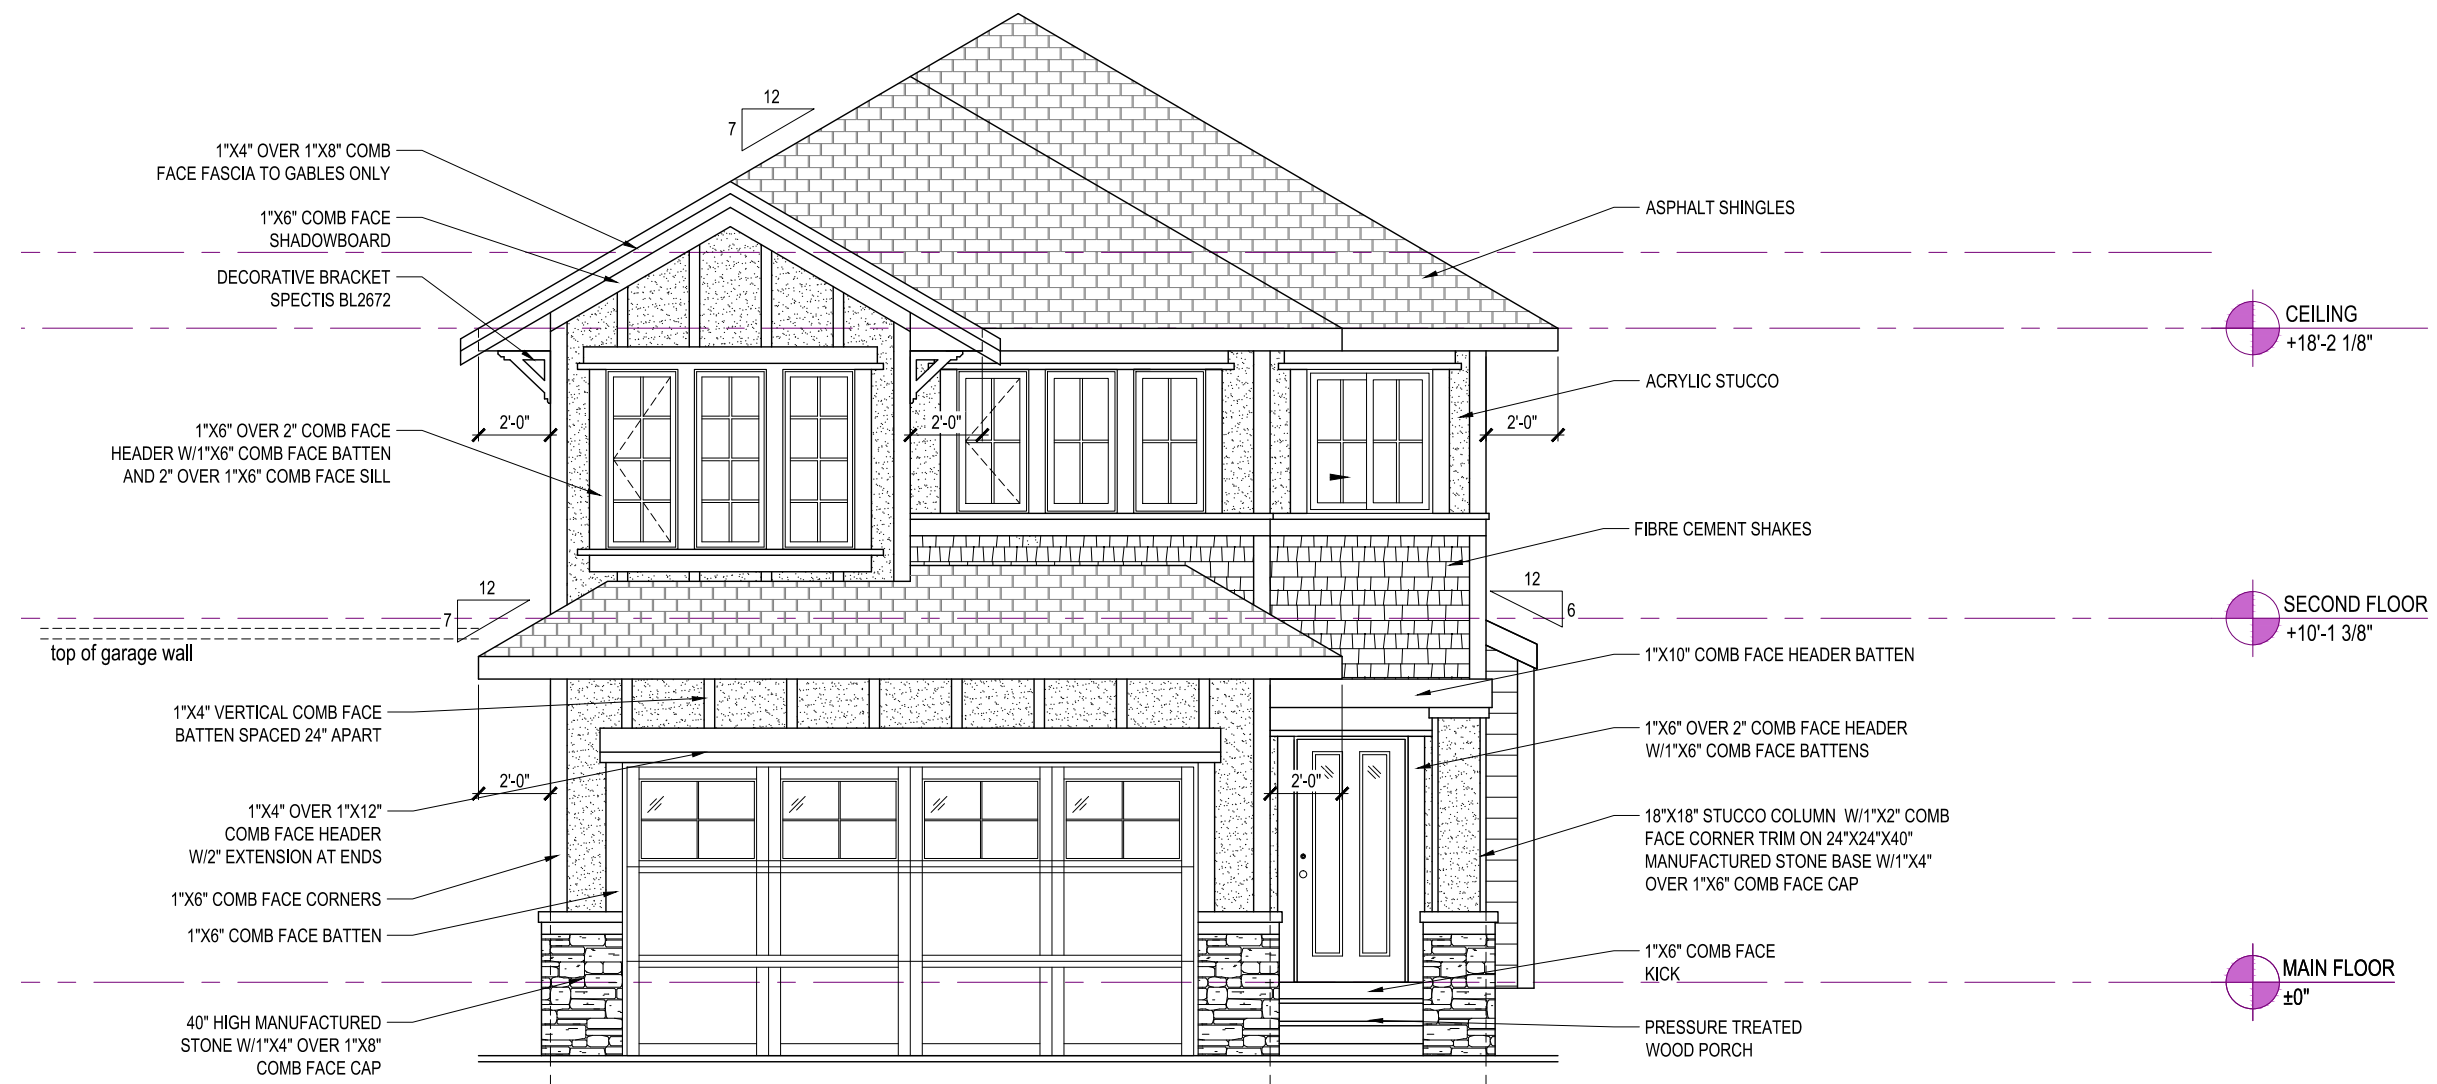 12
7
1"X4" OVER 1"X8" COMB
FACE FASCIA TO GABLES ONLY
1"X6" COMB FACE
SHADOWBOARD
DECORATIVE BRACKET
SPECTIS BL2672
2'-0"
1"X6" OVER 2" COMB FACE
HEADER W/1"X6" COMB FACE BATTEN
AND 2" OVER 1"X6" COMB FACE SILL
12
7
top of garage wall
1"X4" VERTICAL COMB FACE
BATTEN SPACED 24" APART
2'-0"
1"X4" OVER 1"X12"
COMB FACE HEADER
W/2" EXTENSION AT ENDS
1"X6" COMB FACE CORNERS
1"X6" COMB FACE BATTEN
40" HIGH MANUFACTURED
STONE W/1"X4" OVER 1"X8"
COMB FACE CAP
2'-0"
2'-0"
2'-0"
ASPHALT SHINGLES
ACRYLIC STUCCO
FIBRE CEMENT SHAKES
12
6
1"X10" COMB FACE HEADER BATTEN
1"X6" OVER 2" COMB FACE HEADER
W/1"X6" COMB FACE BATTENS
18"X18" STUCCO COLUMN W/1"X2" COMB
FACE CORNER TRIM ON 24"X24"X40"
MANUFACTURED STONE BASE W/1"X4"
OVER 1"X6" COMB FACE CAP
1"X6" COMB FACE
KICK
PRESSURE TREATED
WOOD PORCH
CEILING
+18'-2 1/8"
SECOND FLOOR
+10'-1 3/8"
MAIN FLOOR
±0"